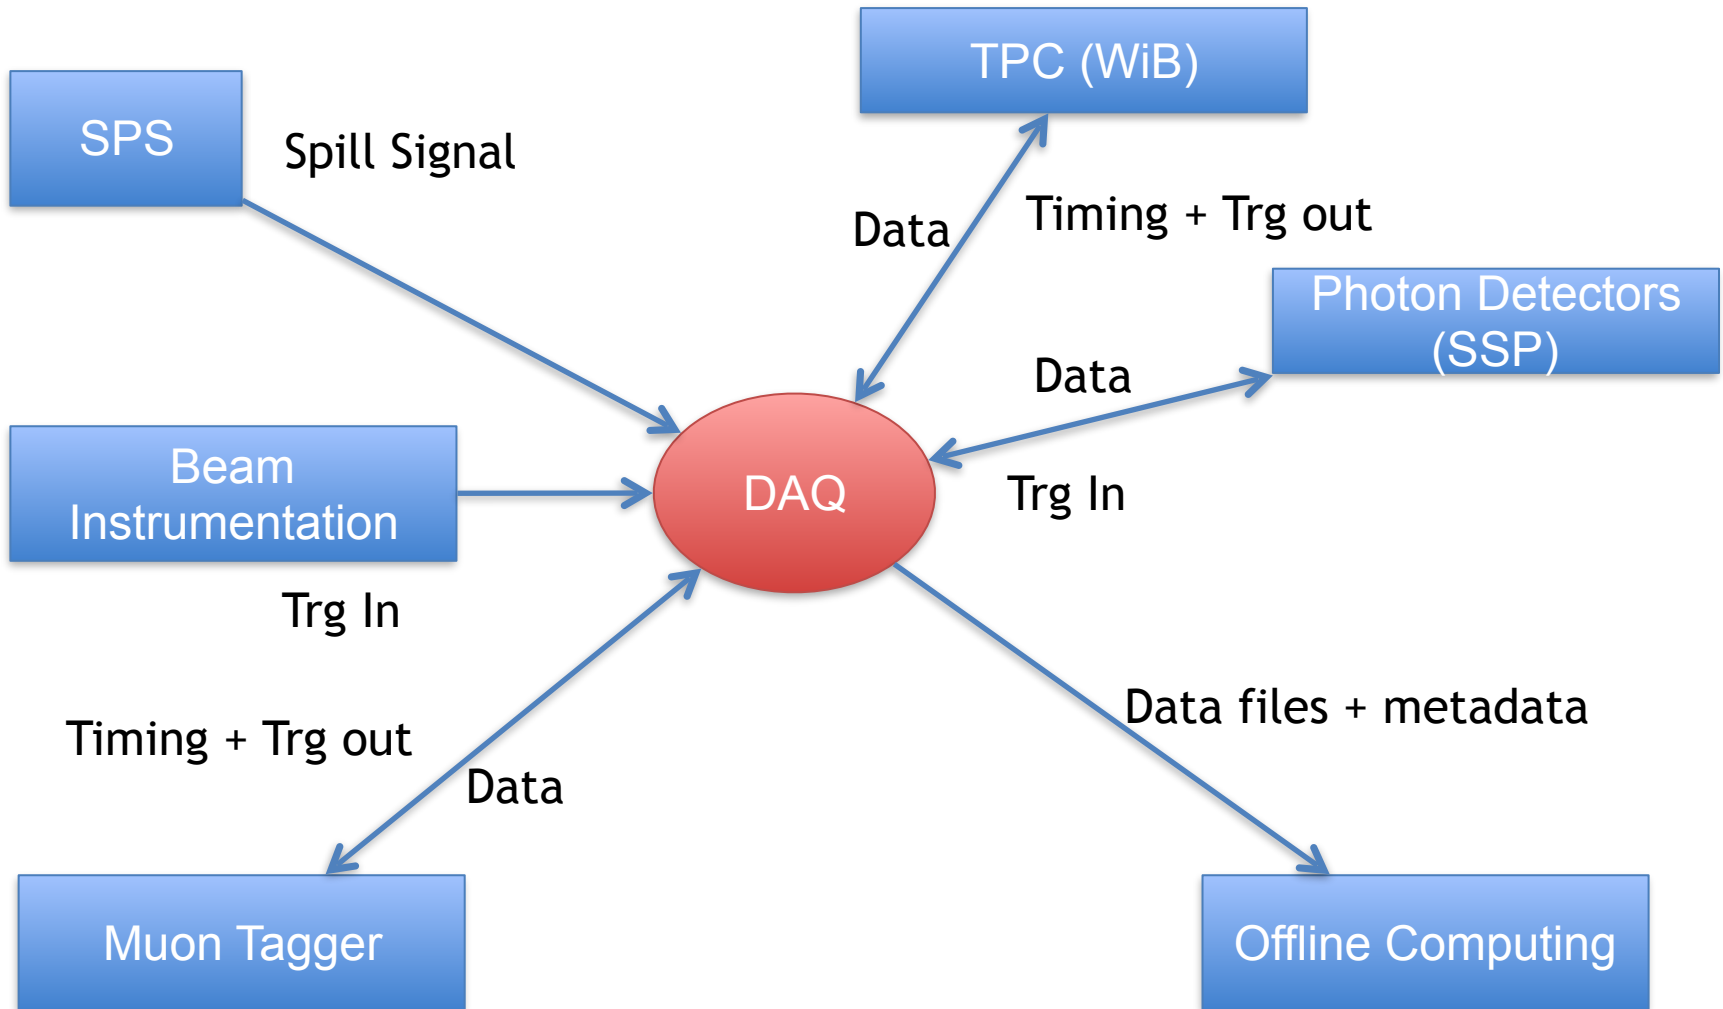 TPC (WiB)
SPS
Spill Signal
Data
Timing + Trg out
Photon Detectors
(SSP)
Data
Beam
Instrumentation
DAQ
Trg In
Trg In
Data files + metadata
Timing + Trg out
Data
Muon Tagger
Offline Computing